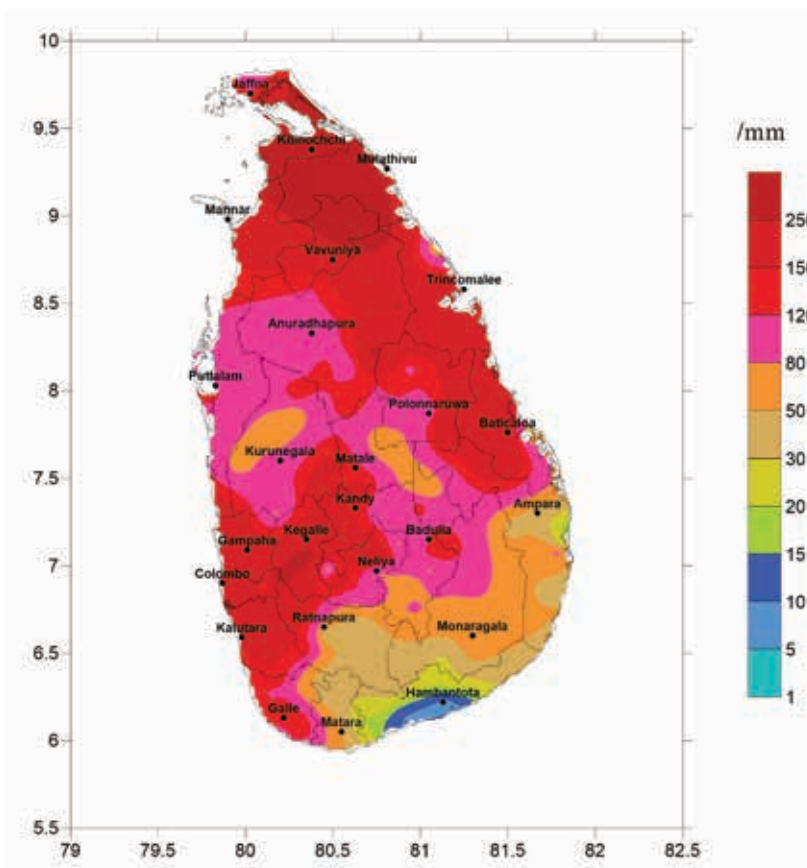 10
9.5
9
8.5
8
7.5
7
6.5
6
5.5
79
79.5
80
80.5
81
81.5
82
82.5
Jaffna
Kilinochchi
Mulathivu
Mannar
Vavuniya
Trincomalee
Anuradhapura
Puttalam
Polonnaruwa
Baticaloa
Kurunegala
Matale
Kandy
Ampara
Kegalle
Badulla
Gampaha
Neliya
Colombo
Ratnapura
Monaragala
Kalutara
Hambantota
Galle
Matara
/mm
250
150
120
80
50
30
20
15
10
5
1